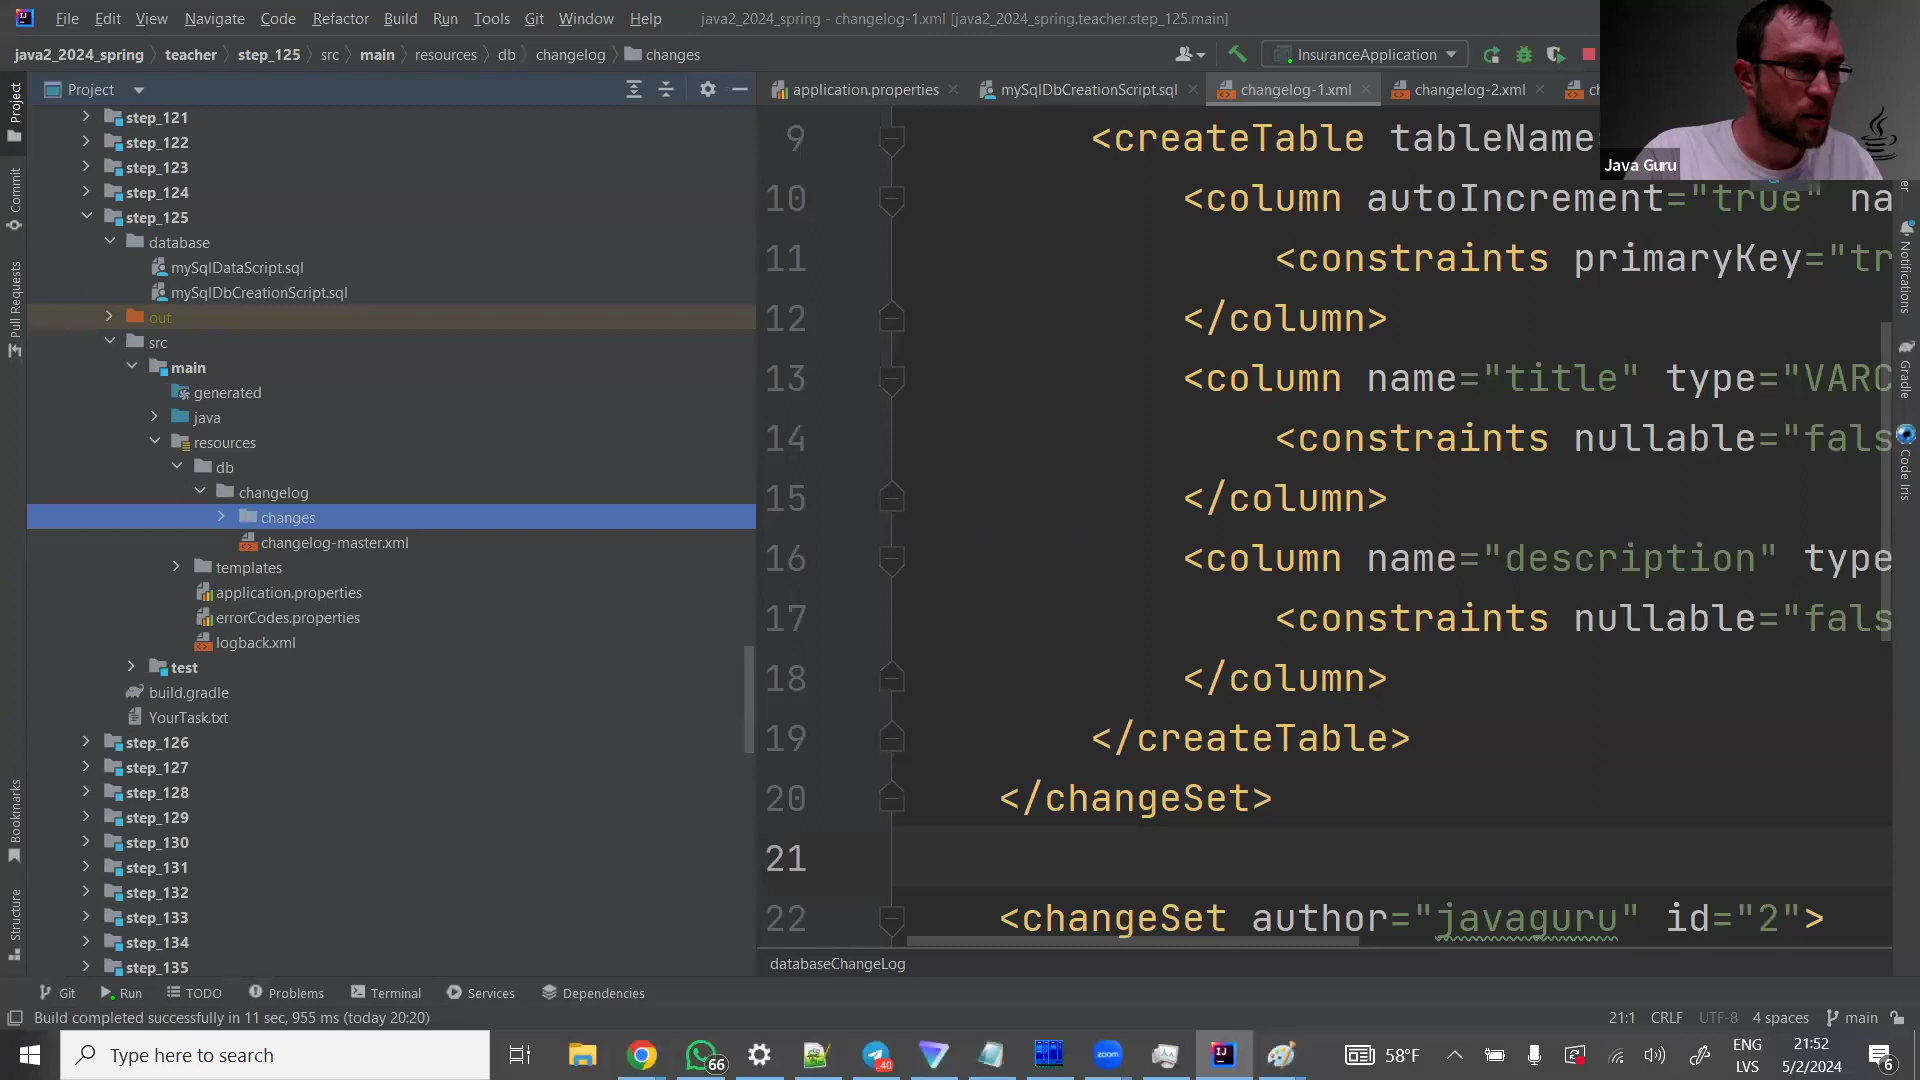 File Edit View Navigate Code Refactor Build Run Tools Git Window Help java2_2024_spring - changelog-1.xml [java2_2024_spring.teacher.step_125.main]
java2_2024_spring teacher step_125 src main resources db changelog changes InsuranceApplication
Project
application.properties mySqlDbCreationScript.sql changelog-1.xml changelog-2.xml
Java Guru
Project
Commit
Pull Requests
Bookmarks
Structure
step_121
step_122
step_123
step_124
step_125
database
mySqlDataScript.sql
mySqlDbCreationScript.sql
out
src
main
generated
java
resources
db
changelog
changes
changelog-master.xml
templates
application.properties
errorCodes.properties
logback.xml
test
build.gradle
YourTask.txt
step_126
step_127
step_128
step_129
step_130
step_131
step_132
step_133
step_134
step_135
9 <createTable tableName
10 <column autoIncrement="true" na
11 <constraints primaryKey="tr
12 </column>
13 <column name="title" type="VARC
14 <constraints nullable="fals
15 </column>
16 <column name="description" type
17 <constraints nullable="fals
18 </column>
19 </createTable>
20 </changeSet>
21
22 <changeSet author="javaguru" id="2">
databaseChangeLog
Notifications
Gradle
Code Iris
Git Run TODO Problems Terminal Services Dependencies
Build completed successfully in 11 sec, 955 ms (today 20:20) 21:1 CRLF UTF-8 4 spaces main
Type here to search
66
40
zoom
58°F
ENG
LVS
21:52
5/2/2024
6